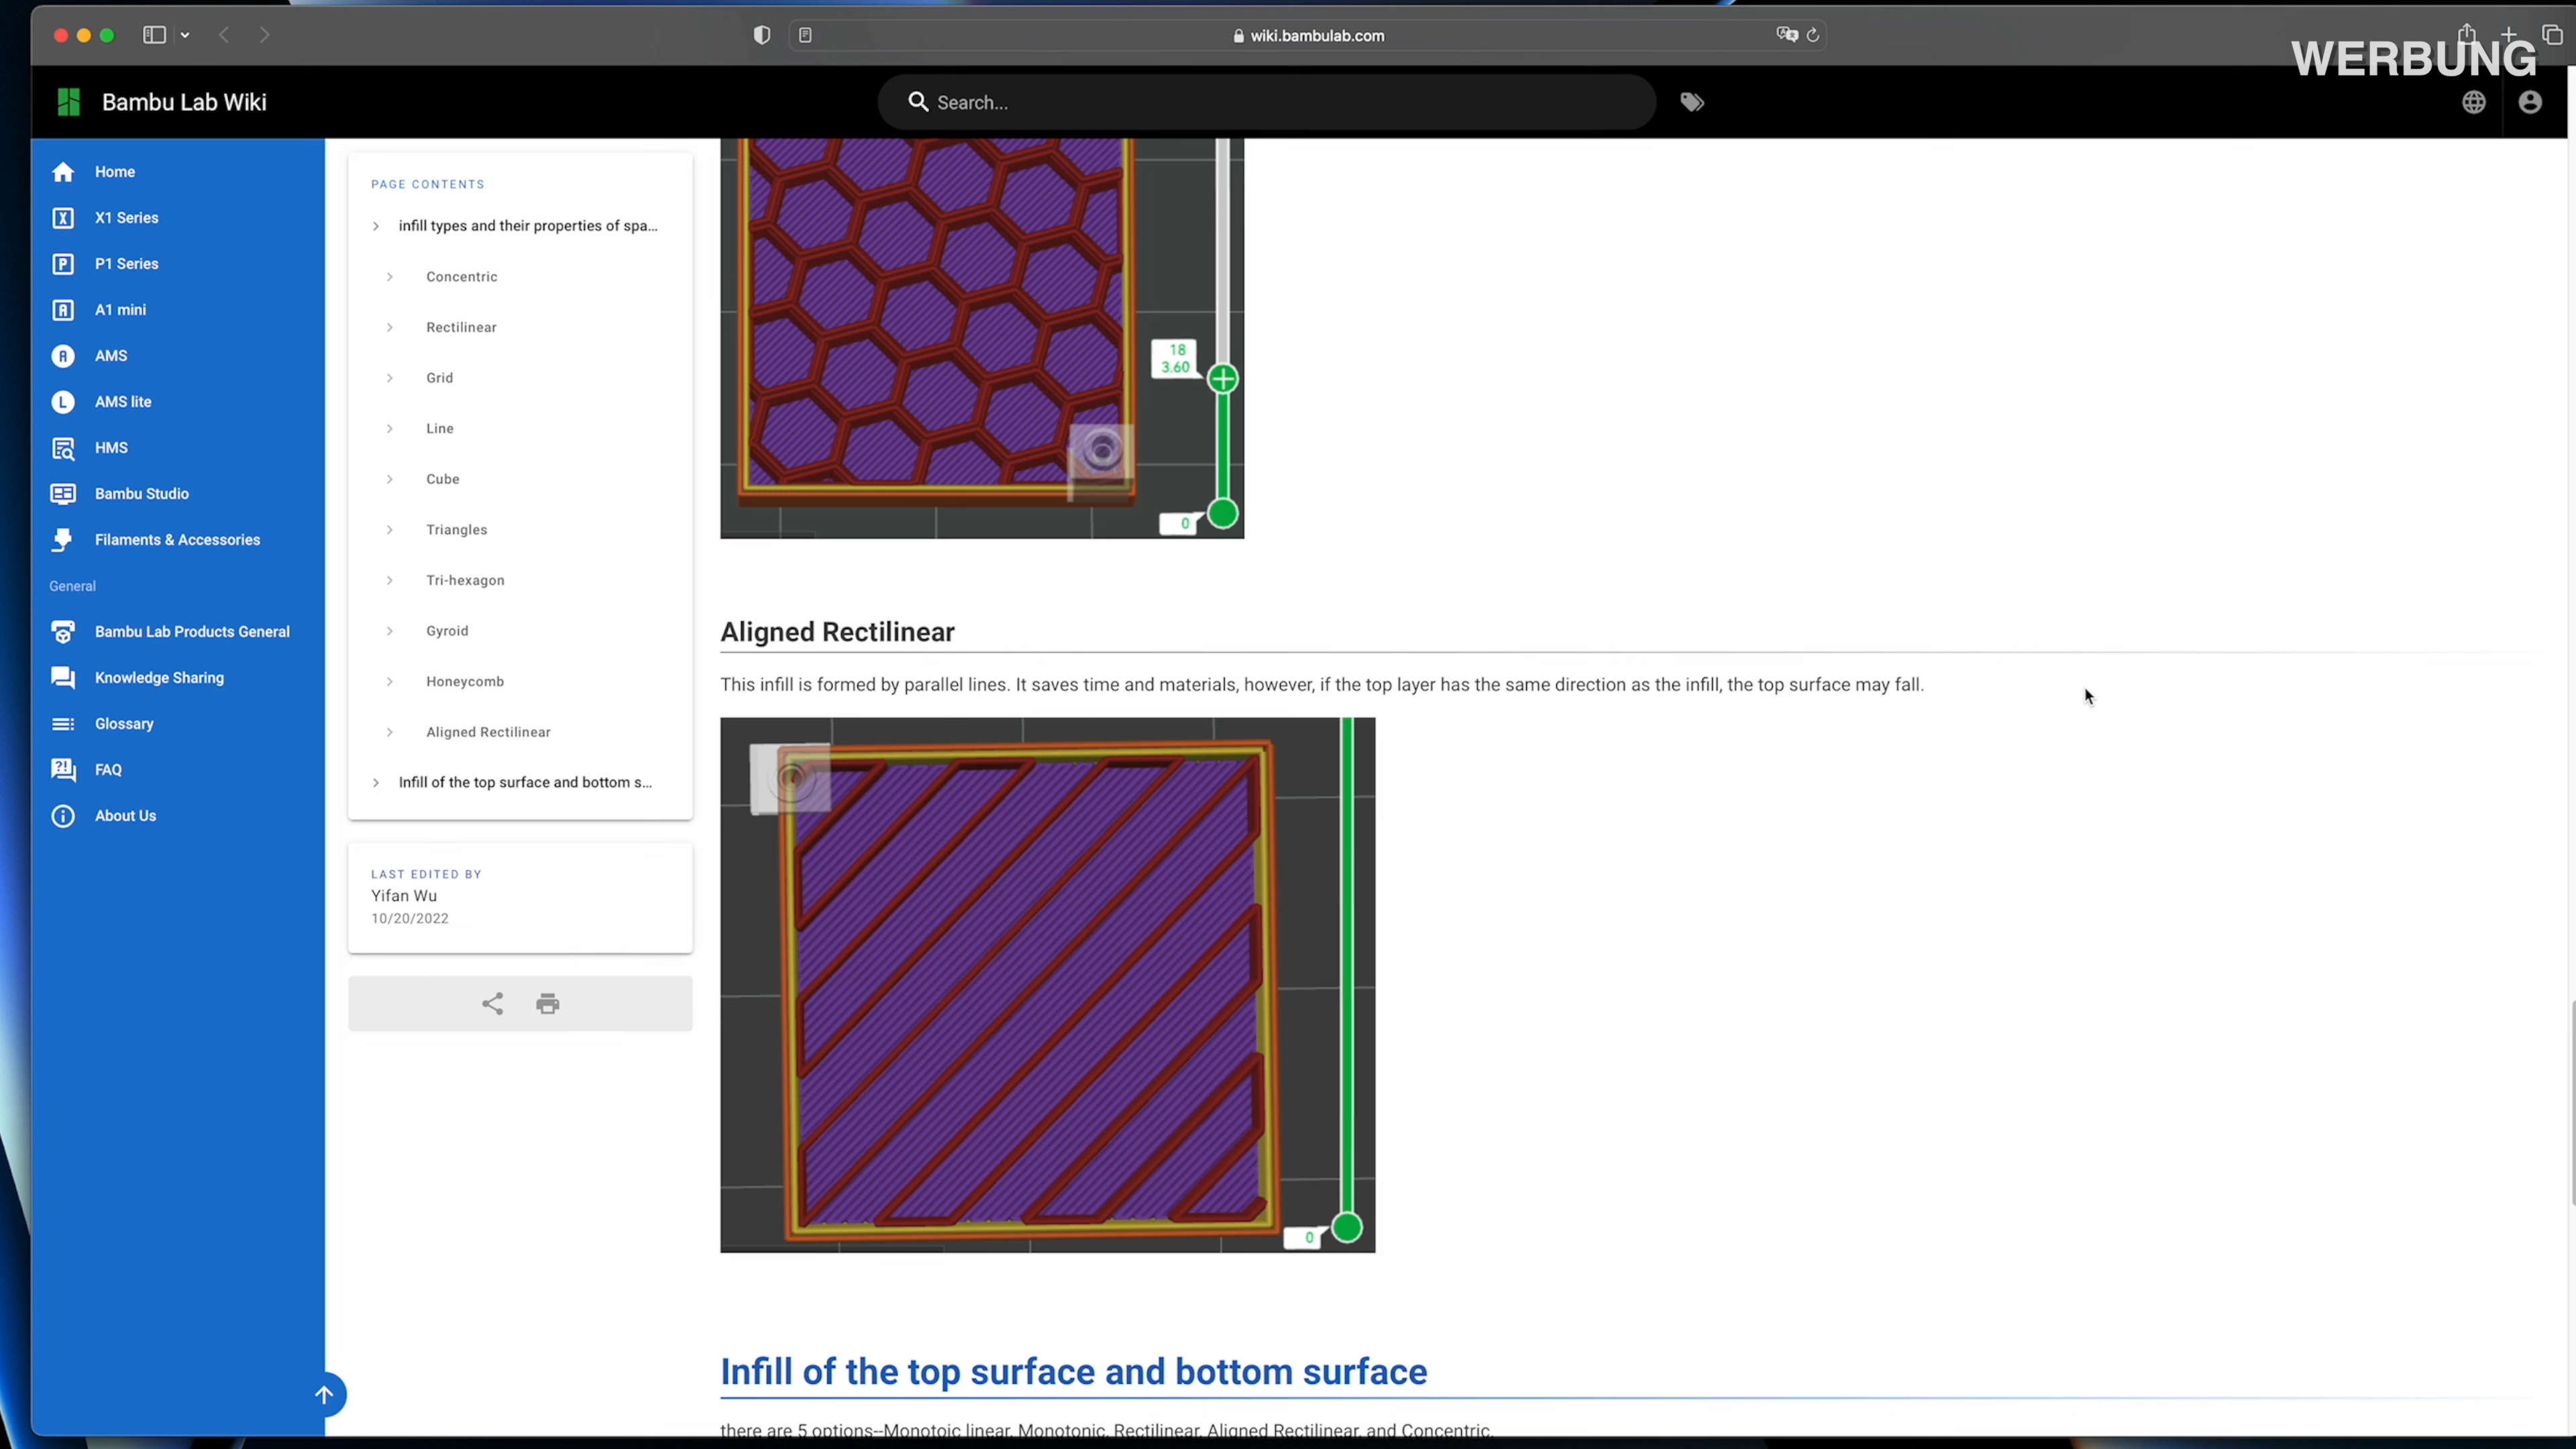 wiki.bambulab.com
WERBUNG
Bambu Lab Wiki
Search...
Home
X1 Series
P1 Series
A1 mini
AMS
AMS lite
HMS
Bambu Studio
Filaments & Accessories
General
Bambu Lab Products General
Knowledge Sharing
Glossary
FAQ
About Us
PAGE CONTENTS
infill types and their properties of spa...
Concentric
Rectilinear
Grid
Line
Cube
Triangles
Tri-hexagon
Gyroid
Honeycomb
Aligned Rectilinear
Infill of the top surface and bottom s...
LAST EDITED BY
Yifan Wu
10/20/2022
18
3.60
0
Aligned Rectilinear
This infill is formed by parallel lines. It saves time and materials, however, if the top layer has the same direction as the infill, the top surface may fall.
0
Infill of the top surface and bottom surface
there are 5 options--Monotoic linear, Monotonic, Rectilinear, Aligned Rectilinear, and Concentric.